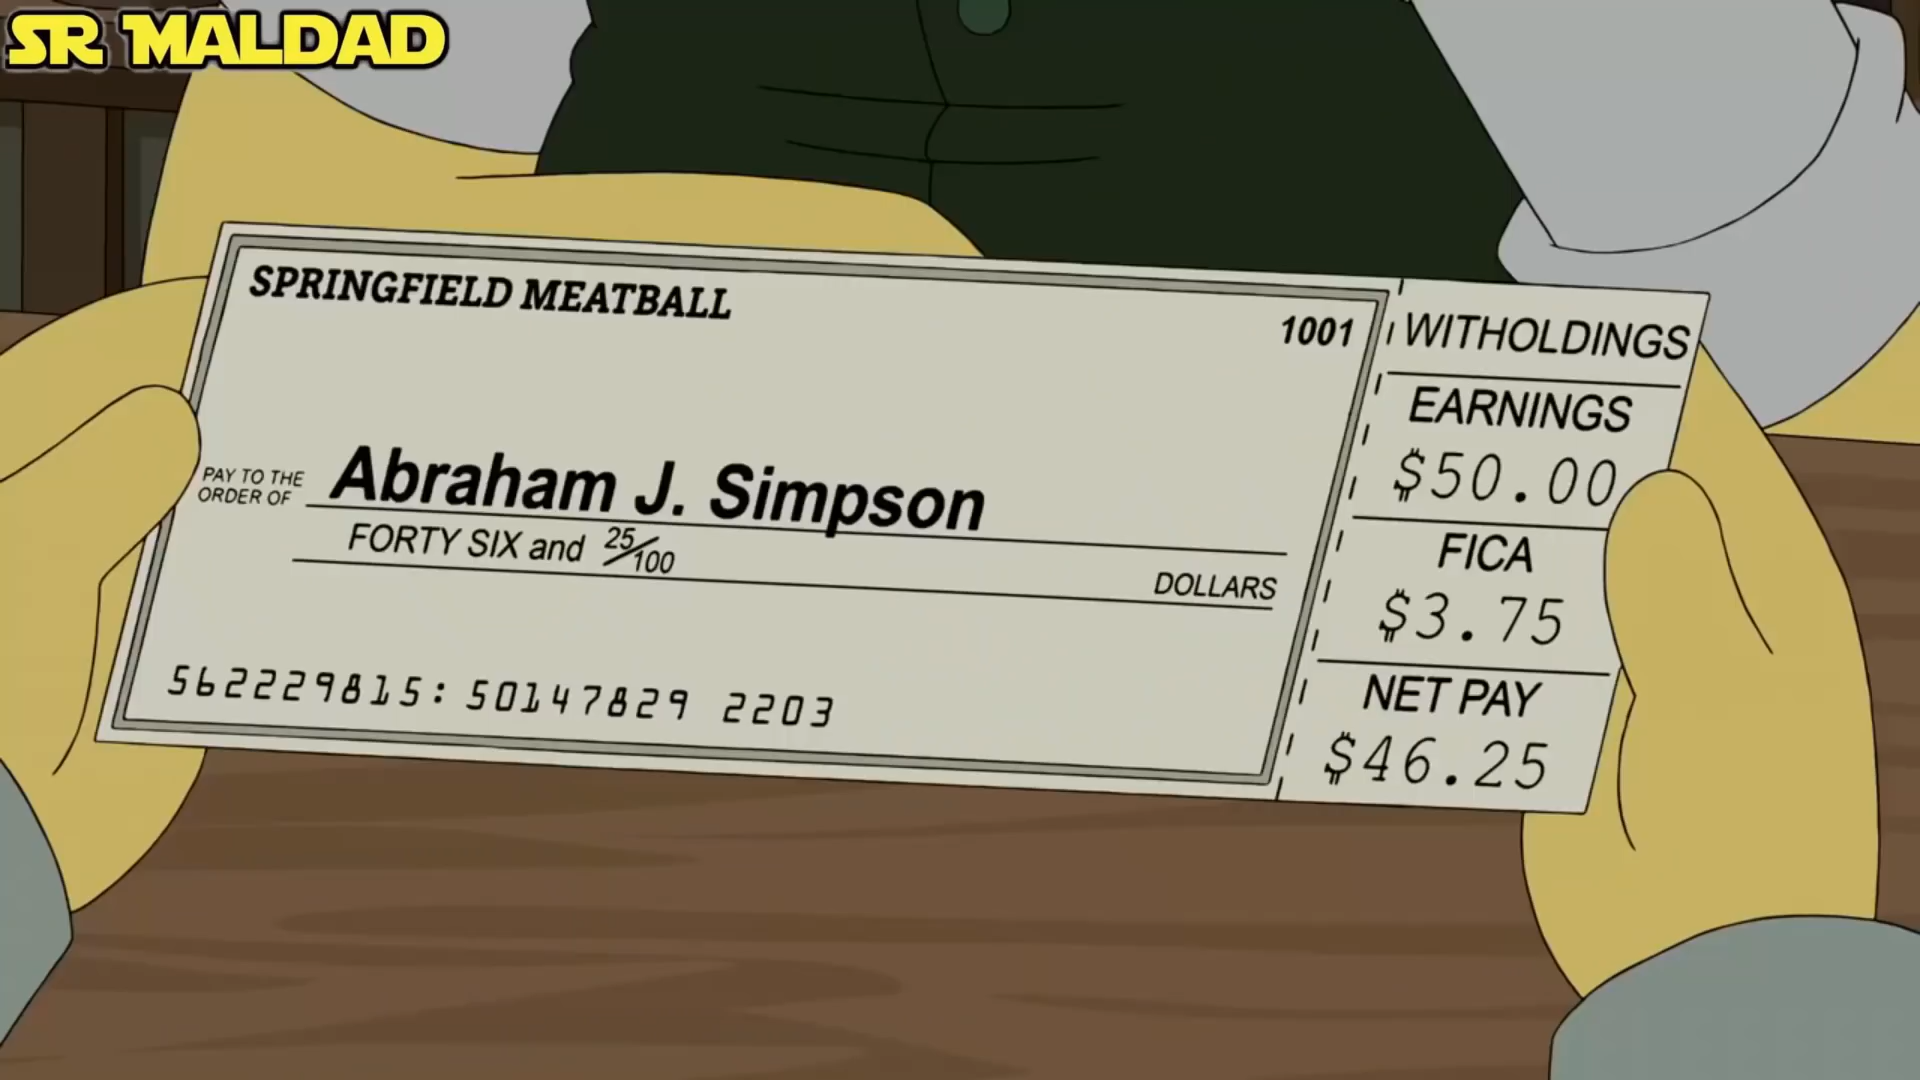 SR MALDAD
SPRINGFIELD MEATBALL
1001
PAY TO THE
ORDER OF
Abraham J. Simpson
FORTY SIX and 25/100
DOLLARS
562229815: 50147829 2203
WITHOLDINGS
EARNINGS
$50.00
FICA
$3.75
NET PAY
$46.25